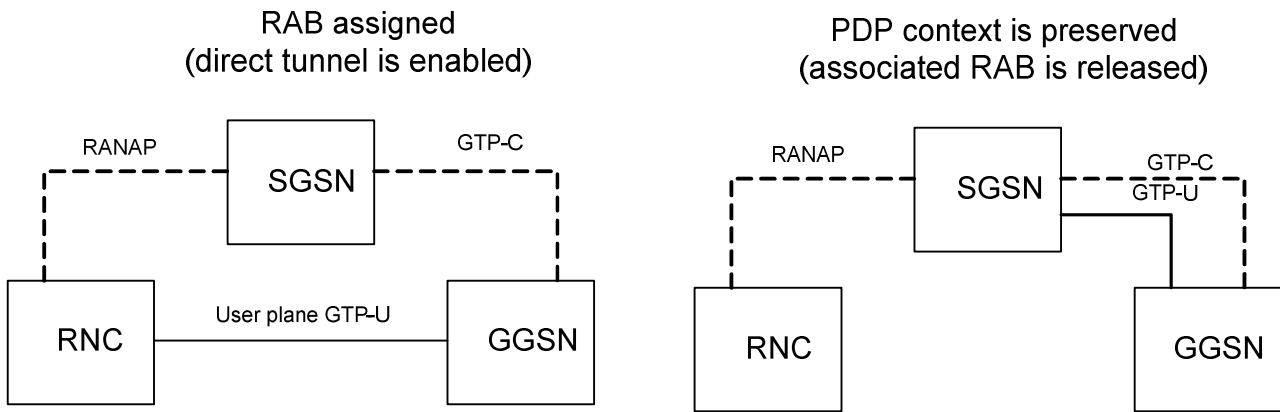 RAB assigned
(direct tunnel is enabled)
RANAP
GTP-C
SGSN
RNC
User plane GTP-U
GGSN
PDP context is preserved
(associated RAB is released)
RANAP
SGSN
GTP-C
GTP-U
RNC
GGSN